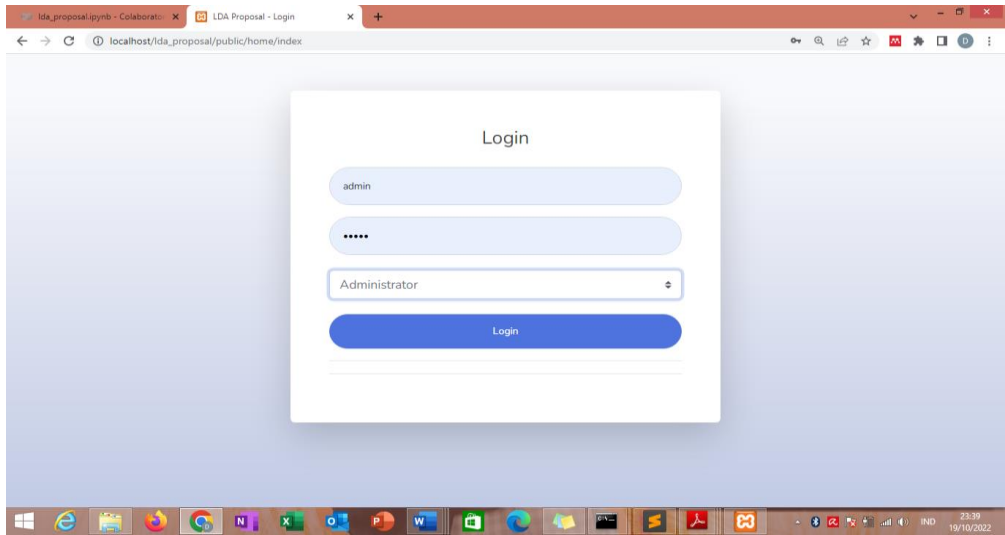 lda_proposal.ipynb - Colaborator
LDA Proposal - Login
localhost/lda_proposal/public/home/index
D
Login
admin
•••••
Administrator
Login
IND
23:39
19/10/2022